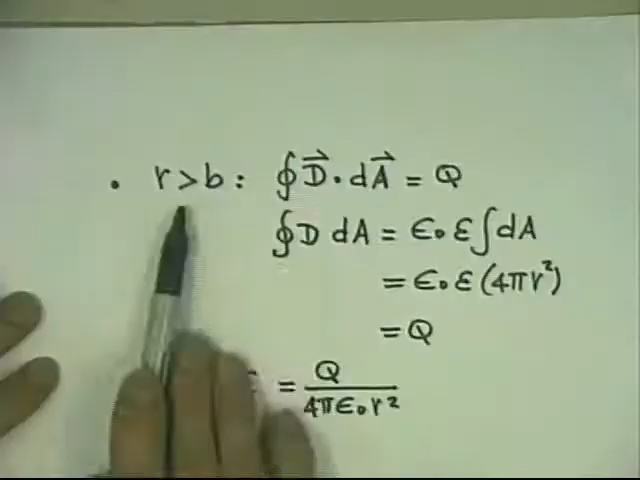 • r > b : ∮D⃗ · dA⃗ = Q
∮D dA = ϵ₀ ℇ∫dA
= ϵ₀ ℇ (4πr²)
= Q
= Q / 4πϵ₀r²